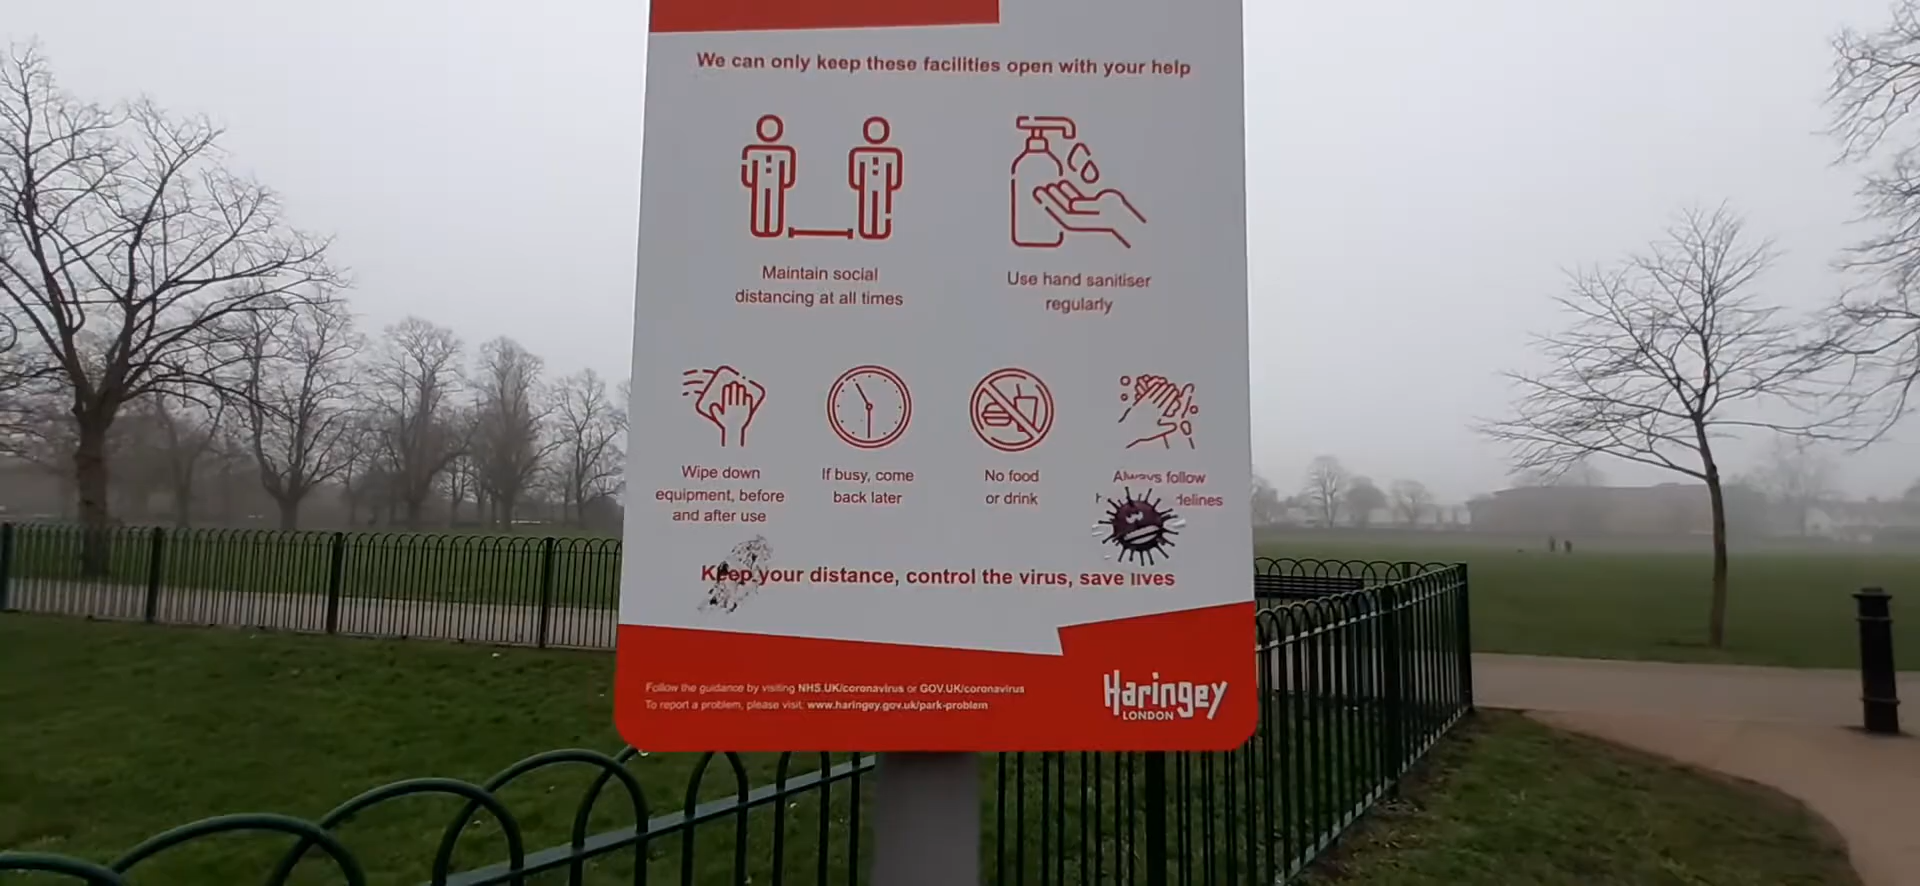 We can only keep these facilities open with your help
Maintain social
distancing at all times
Use hand sanitiser
regularly
Wipe down
equipment, before
and after use
If busy, come
back later
No food
or drink
Always follow
Keep your distance, control the virus, save lives
Follow the guidance by visiting NHS.UK/coronavirus or GOV.UK/coronavirus
To report a problem, please visit: www.haringey.gov.uk/park-problem
Haringey
LONDON